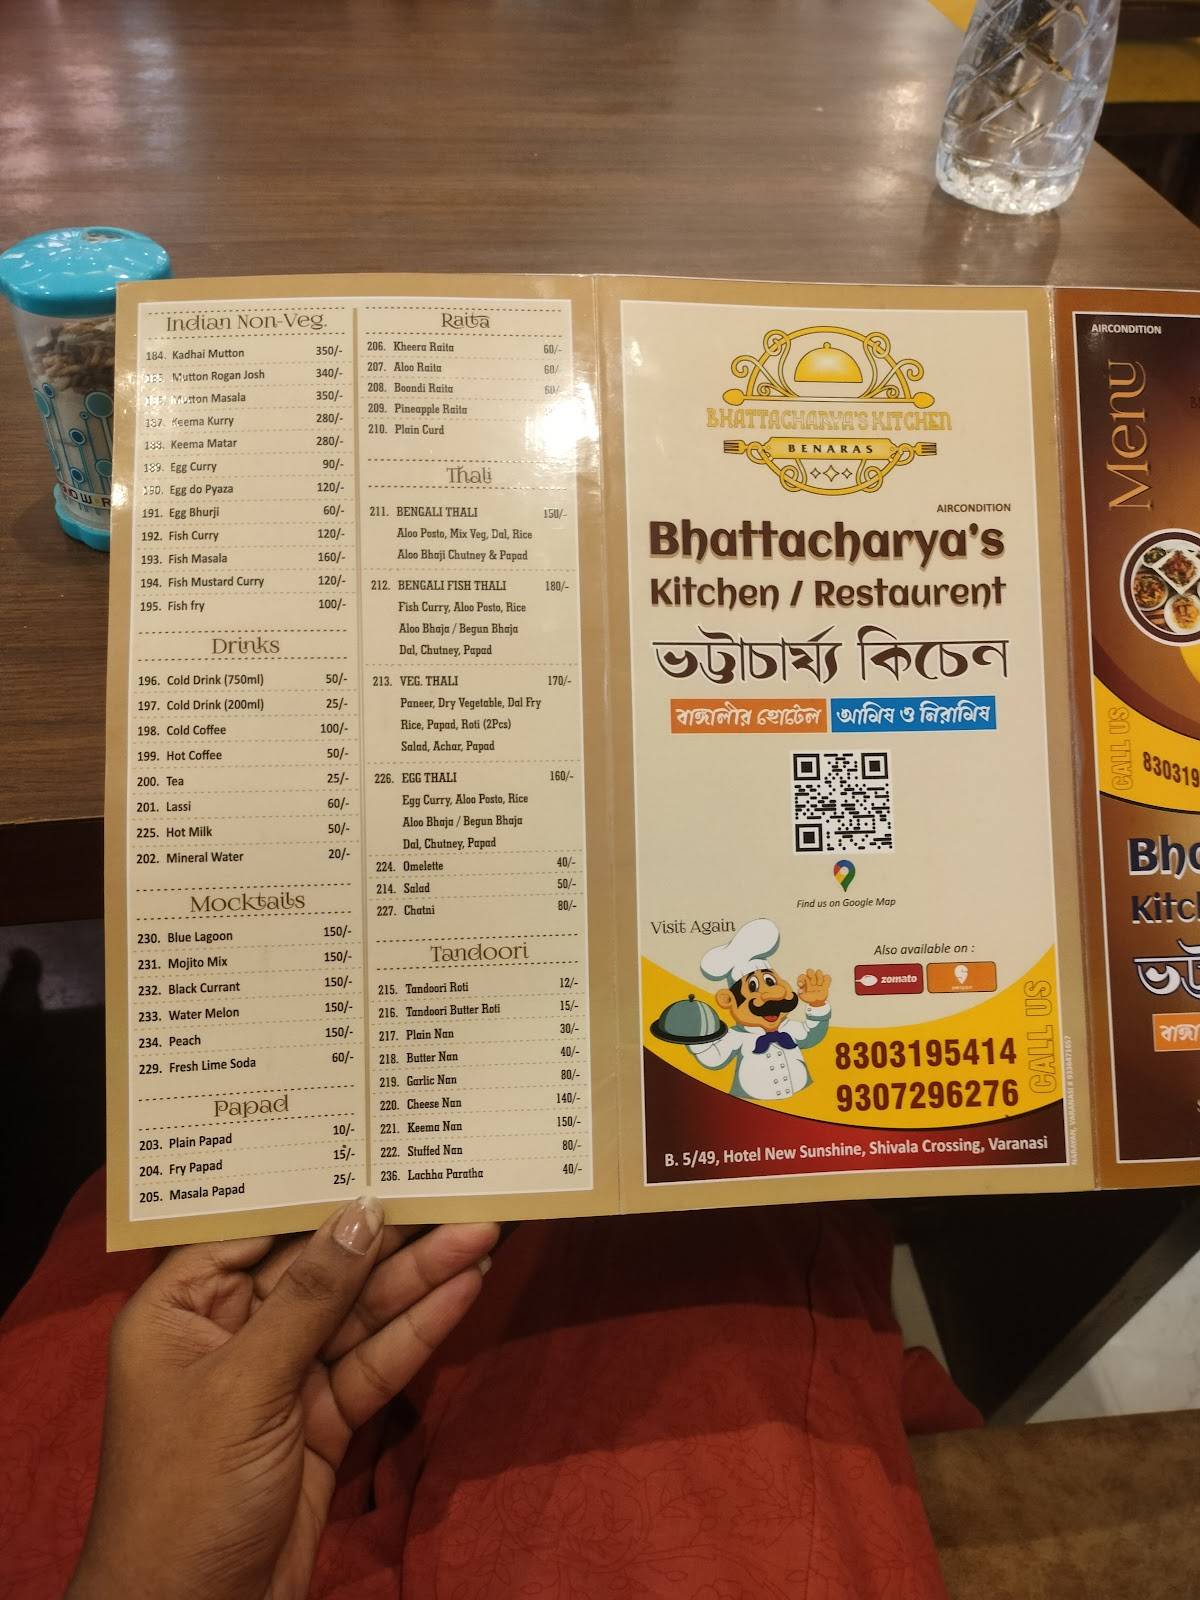 Indian Non-Veg.
184. Kadhai Mutton 350/-
Mutton Rogan Josh 340/-
Mutton Masala 350/-
187. Keema Kurry 280/-
188. Keema Matar 280/-
189. Egg Curry 90/-
190. Egg do Pyaza 120/-
191. Egg Bhurji 60/-
192. Fish Curry 120/-
193. Fish Masala 160/-
194. Fish Mustard Curry 120/-
195. Fish fry 100/-
Drinks
196. Cold Drink (750ml) 50/-
197. Cold Drink (200ml) 25/-
198. Cold Coffee 100/-
199. Hot Coffee 50/-
200. Tea 25/-
201. Lassi 60/-
225. Hot Milk 50/-
202. Mineral Water 20/-
Mocktails
230. Blue Lagoon 150/-
231. Mojito Mix 150/-
232. Black Currant 150/-
233. Water Melon 150/-
234. Peach 150/-
229. Fresh Lime Soda 60/-
Papad
203. Plain Papad 10/-
204. Fry Papad 15/-
205. Masala Papad 25/-
Raita
206. Kheera Raita 60/-
207. Aloo Raita 60/-
208. Boondi Raita 60/-
209. Pineapple Raita
210. Plain Curd
Thali
211. BENGALI THALI 150/-
Aloo Posto, Mix Veg, Dal, Rice
Aloo Bhaji Chutney & Papad
212. BENGALI FISH THALI 180/-
Fish Curry, Aloo Posto, Rice
Aloo Bhaja / Begun Bhaja
Dal, Chutney, Papad
213. VEG. THALI 170/-
Paneer, Dry Vegetable, Dal Fry
Rice, Papad, Roti (2Pcs)
Salad, Achar, Papad
226. EGG THALI 160/-
Egg Curry, Aloo Posto, Rice
Aloo Bhaja / Begun Bhaja
Dal, Chutney, Papad
224. Omelette 40/-
214. Salad 50/-
227. Chatni 80/-
Tandoori
215. Tandoori Roti 12/-
216. Tandoori Butter Roti 15/-
217. Plain Nan 30/-
218. Butter Nan 40/-
219. Garlic Nan 80/-
220. Cheese Nan 140/-
221. Keema Nan 150/-
222. Stuffed Nan 80/-
236. Lachha Paratha 40/-
BHATTACHARYA'S KITCHEN
BENARAS
AIRCONDITION
Bhattacharya's
Kitchen / Restaurent
ভট্টাচার্য্য কিচেন
বাঙ্গালীর হোটেল আমিষ ও নিরামিষ
Find us on Google Map
Visit Again
Also available on :
zomato
CALL US
8303195414
9307296276
B. 5/49, Hotel New Sunshine, Shivala Crossing, Varanasi
AIRCONDITION
Menu
CALL US
830319
Bha
Kitch